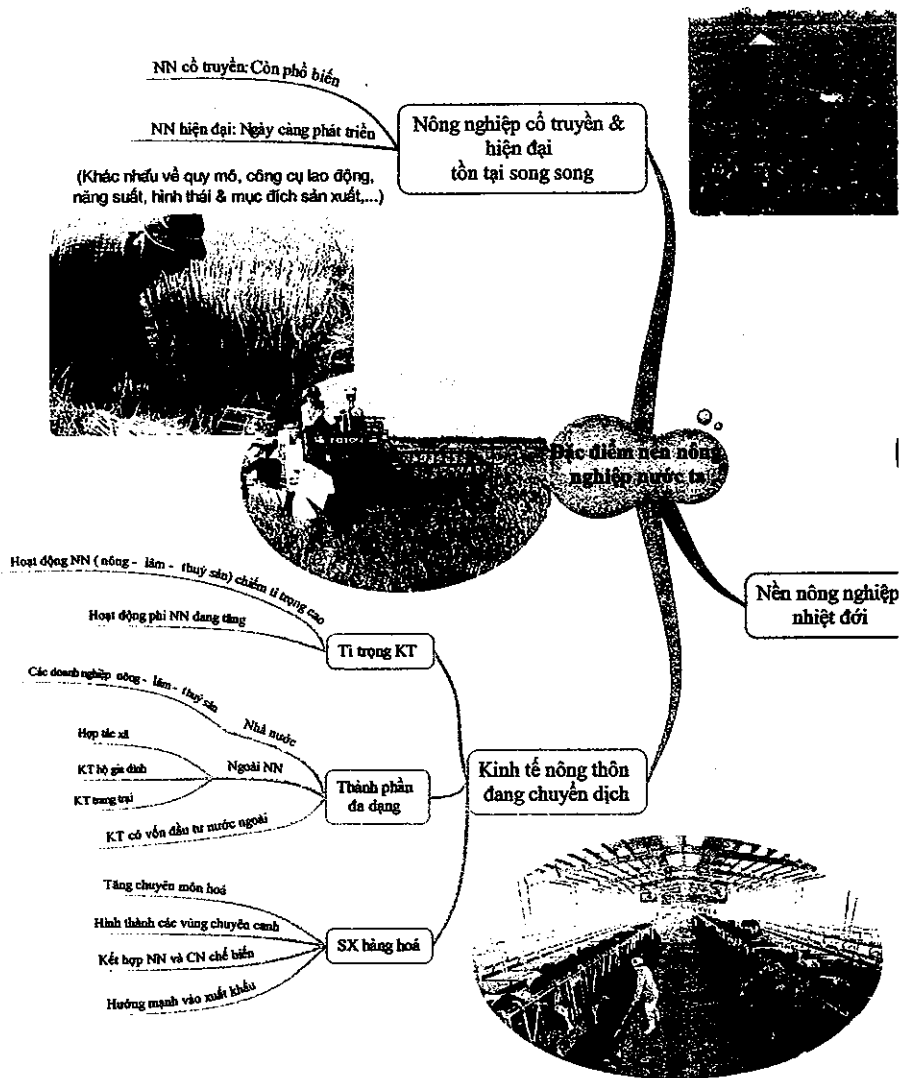 NN cổ truyền: Còn phổ biến
NN hiện đại: Ngày càng phát triển
(Khác nhau về quy mô, công cụ lao động,
năng suất, hình thái & mục đích sản xuất,...)
Nông nghiệp cổ truyền &
hiện đại
tồn tại song song
Đặc điểm nền nông
nghiệp nước ta
Nền nông nghiệp
nhiệt đới
Kinh tế nông thôn
đang chuyển dịch
Tỉ trọng KT
Hoạt động NN ( nông - lâm - thuỷ sản) chiếm tỉ trọng cao
Hoạt động phi NN đang tăng
Thành phần
đa dạng
Nhà nước
Các doanh nghiệp nông - lâm - thuỷ sản
Ngoài NN
Hợp tác xã
KT hộ gia đình
KT trang trại
KT có vốn đầu tư nước ngoài
SX hàng hoá
Tăng chuyên môn hoá
Hình thành các vùng chuyên canh
Kết hợp NN và CN chế biến
Hướng mạnh vào xuất khẩu